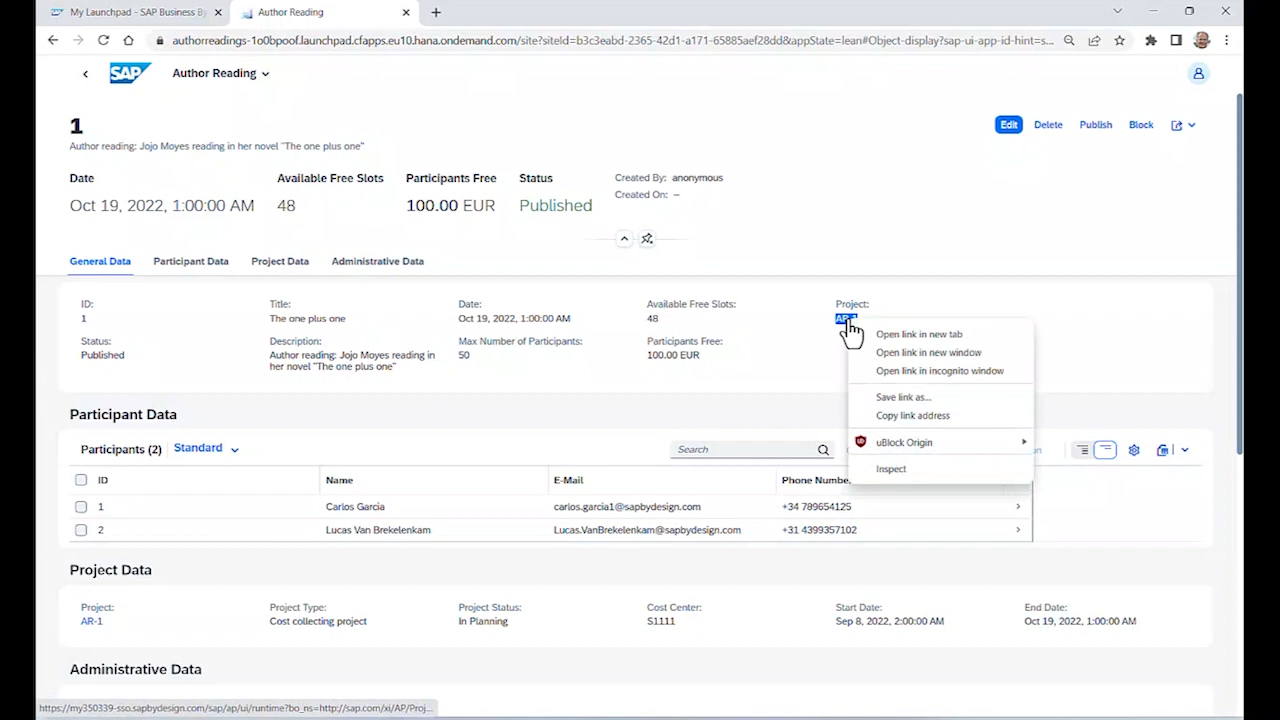 My Launchpad - SAP Business By
Author Reading
authorreadings-1o0bpoof.launchpad.cfapps.eu10.hana.ondemand.com/site?siteId=b3c3eabd-2365-42d1-a171-65885aef28dd&appState=lean#Object-display?sap-ui-app-id-hint=s...
SAP Author Reading
1
Edit Delete Publish Block
Author reading: Jojo Moyes reading in her novel "The one plus one"
Date Available Free Slots Participants Free Status Created By: anonymous
Created On: –
Oct 19, 2022, 1:00:00 AM 48 100.00 EUR Published
General Data Participant Data Project Data Administrative Data
ID: Title: Date: Available Free Slots: Project:
1 The one plus one Oct 19, 2022, 1:00:00 AM 48 AR-1
Status: Description: Max Number of Participants: Participants Free:
Published Author reading: Jojo Moyes reading in 50 100.00 EUR
her novel "The one plus one"
Open link in new tab
Open link in new window
Open link in incognito window
Save link as...
Copy link address
uBlock Origin
Inspect
Participant Data
Participants (2) Standard Search
ID Name E-Mail Phone Number
1 Carlos Garcia carlos.garcia1@sapbydesign.com +34 789654125
2 Lucas Van Brekelenkam Lucas.VanBrekelenkam@sapbydesign.com +31 4399357102
Project Data
Project: Project Type: Project Status: Cost Center: Start Date: End Date:
AR-1 Cost collecting project In Planning S1111 Sep 8, 2022, 2:00:00 AM Oct 19, 2022, 1:00:00 AM
Administrative Data
https://my350339-sso.sapbydesign.com/sap/ap/ui/runtime?bo_ns=http://sap.com/xi/AP/Proj...